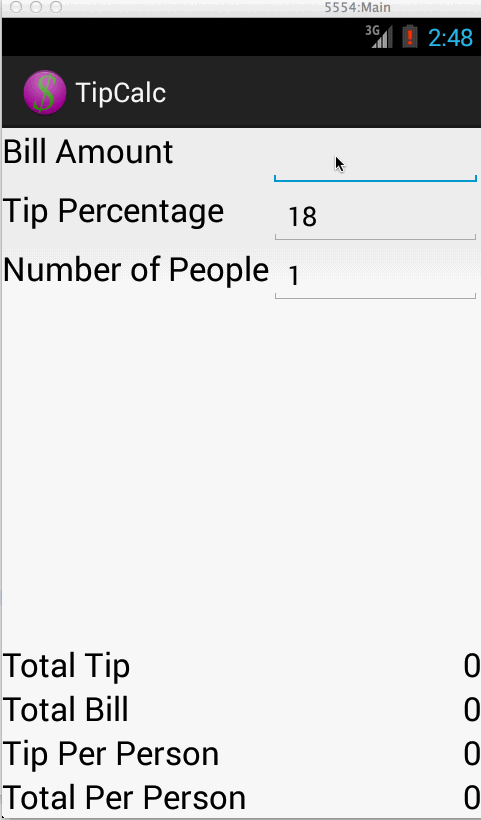 5554:Main
3G 2:48
$ TipCalc
Bill Amount
Tip Percentage 18
Number of People 1
Total Tip 0
Total Bill 0
Tip Per Person 0
Total Per Person 0